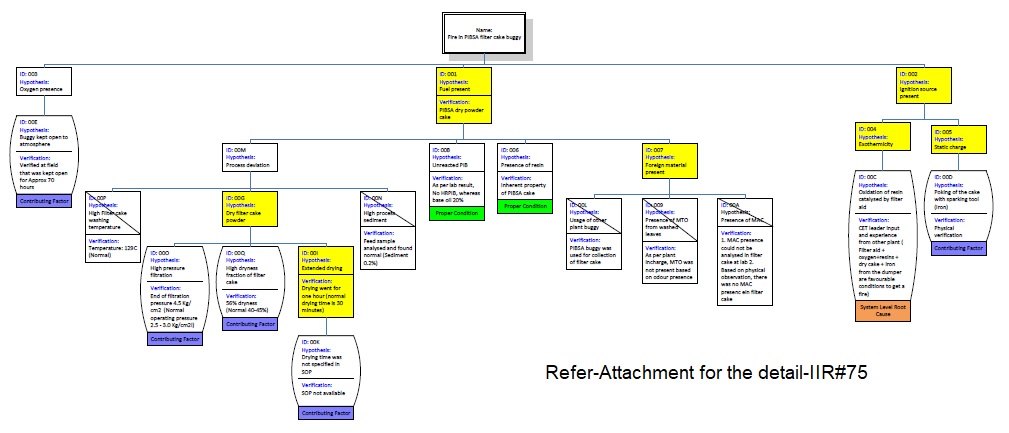 Name:
Fire in PIBSA filter cake buggy
ID: 003
Hypothesis:
Oxygen presence
ID: 001
Hypothesis:
Fuel present
Verification:
PIBSA dry powder
cake
ID: 002
Hypothesis:
Ignition source
present
ID: 00E
Hypothesis:
Buggy kept open to
atmosphere
Verification:
Verified at field
that was kept open
for Approx 70
hours
Contributing Factor
ID: 00M
Hypothesis:
Process deviation
ID: 00B
Hypothesis:
Unreacted PIB
Verification:
As per lab result,
No HRPIB, whereas
base oil 20%
Proper Condition
ID: 006
Hypothesis:
Presence of resin
Verification:
Inherent property
of PIBSA cake
Proper Condition
ID: 007
Hypothesis:
Foreign material
present
ID: 004
Hypothesis:
Exothermicity
ID: 005
Hypothesis:
Static charge
ID: 00P
Hypothesis:
High Filter cake
washing
temperature
Verification:
Temperature: 129C
(Normal)
ID: 00G
Hypothesis:
Dry filter cake
powder
ID: 00N
Hypothesis:
High process
sediment
Verification:
Feed sample
analysed and found
normal (Sediment
0.2%)
ID: 00L
Hypothesis:
Usage of other
plant buggy
Verification:
PIBSA buggy was
used for collection
of filter cake
ID: 009
Hypothesis:
Presence of MTO
from washed
leaves
Verification:
As per plant
incharge, MTO was
not present based
on odour presence
ID: 00A
Hypothesis:
Presence of MAC
Verification:
1. MAC presence
could not be
analysed in filter
cake at lab 2.
Based on physical
observation, there
was no MAC
presenc ein filter
cake
ID: 00C
Hypothesis:
Oxidation of resin
catalysed by filter
aid
Verification:
CET leader input
and experience
from other plant (
Filter aid +
oxygen+resins +
dry cake + iron
from the dumper
are favourable
conditions to get a
fire)
System Level Root
Cause
ID: 00D
Hypothesis:
Poking of the cake
with sparking tool
(iron)
Verification:
Physical
verification
Contributing Factor
ID: 00O
Hypothesis:
High pressure
filtration
Verification:
End of filtration
pressure 4.5 Kg/
cm2 (Normal
operating pressure
2.5 - 3.0 Kg/cm2))
Contributing Factor
ID: 00Q
Hypothesis:
High dryness
fraction of filter
cake
Verification:
56% dryness
(Normal 40-45%)
Contributing Factor
ID: 00I
Hypothesis:
Extended drying
Verification:
Drying went for
one hour (normal
drying time is 30
minutes)
ID: 00K
Hypothesis:
Drying time was
not specified in
SOP
Verification:
SOP not available
Contributing Factor
Refer-Attachment for the detail-IIR#75